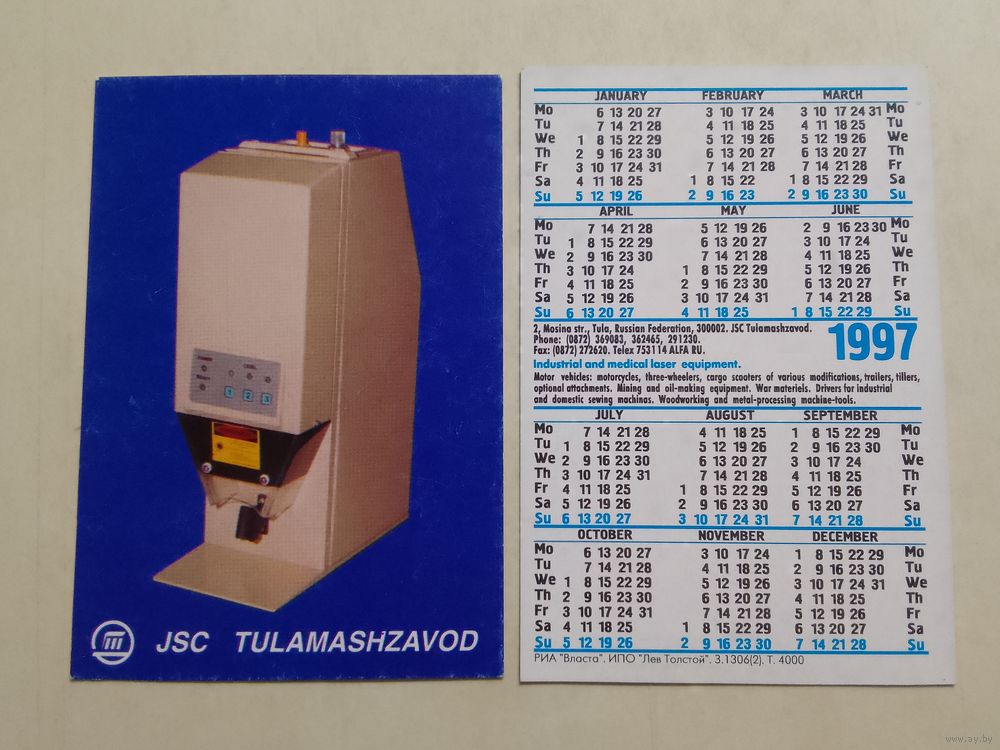 1 2 3
JSC TULAMASHZAVOD
JANUARY FEBRUARY MARCH
Mo 6 13 20 27 3 10 17 24 3 10 17 24 31 Mo
Tu 7 14 21 28 4 11 18 25 4 11 18 25 Tu
We 1 8 15 22 29 5 12 19 26 5 12 19 26 We
Th 2 9 16 23 30 6 13 20 27 6 13 20 27 Th
Fr 3 10 17 24 31 7 14 21 28 7 14 21 28 Fr
Sa 4 11 18 25 1 8 15 22 1 8 15 22 29 Sa
Su 5 12 19 26 2 9 16 23 2 9 16 23 30 Su
APRIL MAY JUNE
Mo 7 14 21 28 5 12 19 26 2 9 16 23 30 Mo
Tu 1 8 15 22 29 6 13 20 27 3 10 17 24 Tu
We 2 9 16 23 30 7 14 21 28 4 11 18 25 We
Th 3 10 17 24 1 8 15 22 29 5 12 19 26 Th
Fr 4 11 18 25 2 9 16 23 30 6 13 20 27 Fr
Sa 5 12 19 26 3 10 17 24 31 7 14 21 28 Sa
Su 6 13 20 27 4 11 18 25 1 8 15 22 29 Su
2, Mosina str., Tula, Russian Federation, 300002. JSC Tulamashzavod.
Phone: (0872) 369083, 362465, 291230.
Fax: (0872) 272620. Telex 753114 ALFA RU.
1997
Industrial and medical laser equipment.
Motor vehicles: motorcycles, three-wheelers, cargo scooters of various modifications, trailers, tillers,
optional attachments. Mining and oil-making equipment. War materiels. Drivers for industrial
and domestic sewing machinas. Woodworking and metal-processing machine-tools.
JULY AUGUST SEPTEMBER
Mo 7 14 21 28 4 11 18 25 1 8 15 22 29 Mo
Tu 1 8 15 22 29 5 12 19 26 2 9 16 23 30 Tu
We 2 9 16 23 30 6 13 20 27 3 10 17 24 We
Th 3 10 17 24 31 7 14 21 28 4 11 18 25 Th
Fr 4 11 18 25 1 8 15 22 29 5 12 19 26 Fr
Sa 5 12 19 26 2 9 16 23 30 6 13 20 27 Sa
Su 6 13 20 27 3 10 17 24 31 7 14 21 28 Su
OCTOBER NOVEMBER DECEMBER
Mo 6 13 20 27 3 10 17 24 1 8 15 22 29 Mo
Tu 7 14 21 28 4 11 18 25 2 9 16 23 30 Tu
We 1 8 15 22 29 5 12 19 26 3 10 17 24 31 We
Th 2 9 16 23 30 6 13 20 27 4 11 18 25 Th
Fr 3 10 17 24 31 7 14 21 28 5 12 19 26 Fr
Sa 4 11 18 25 1 8 15 22 29 6 13 20 27 Sa
Su 5 12 19 26 2 9 16 23 30 7 14 21 28 Su
РИА "Власта". ИПО "Лев Толстой". З.1306(2). Т. 4000
www.ay.by